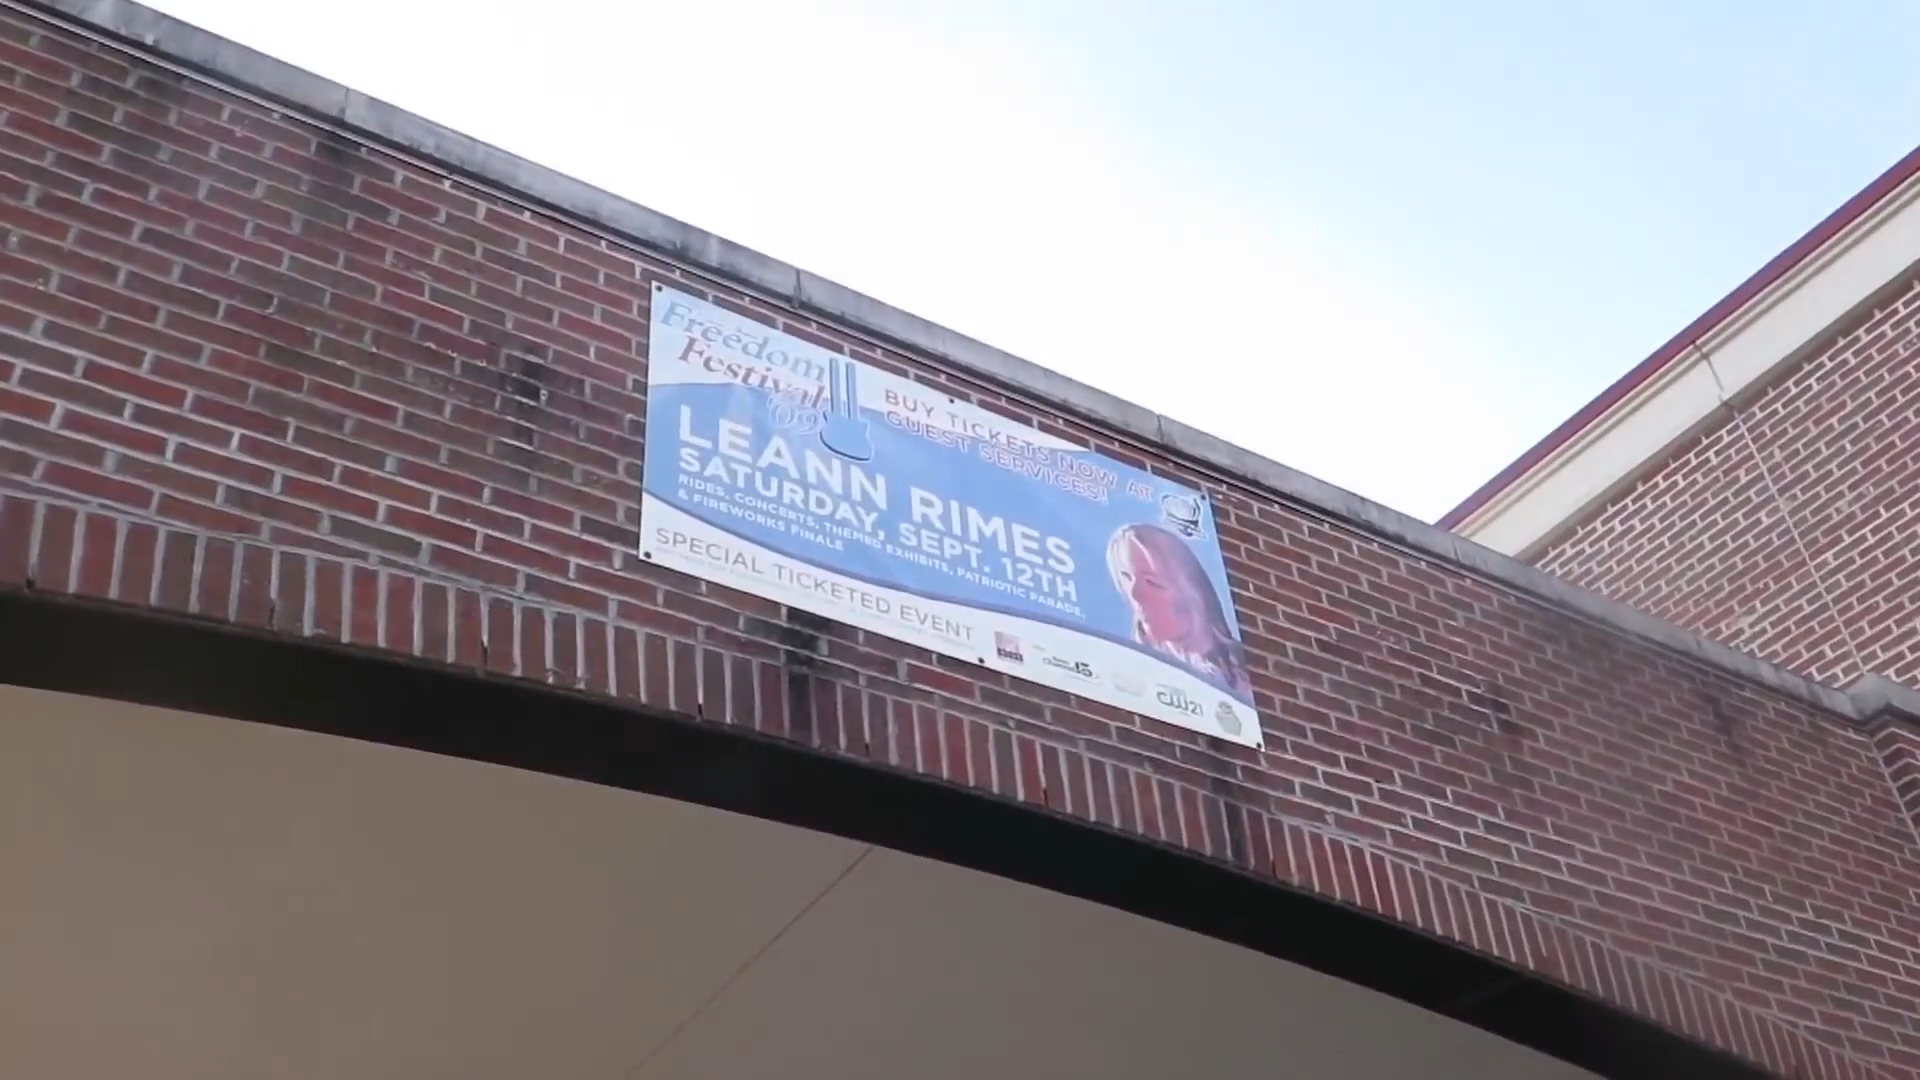 Freedom
Festival
'09
BUY TICKETS NOW AT
GUEST SERVICES!
LEANN RIMES
SATURDAY, SEPT. 12TH
RIDES, CONCERTS, THEMED EXHIBITS, PATRIOTIC PARADE,
& FIREWORKS FINALE
SPECIAL TICKETED EVENT
15
CW21